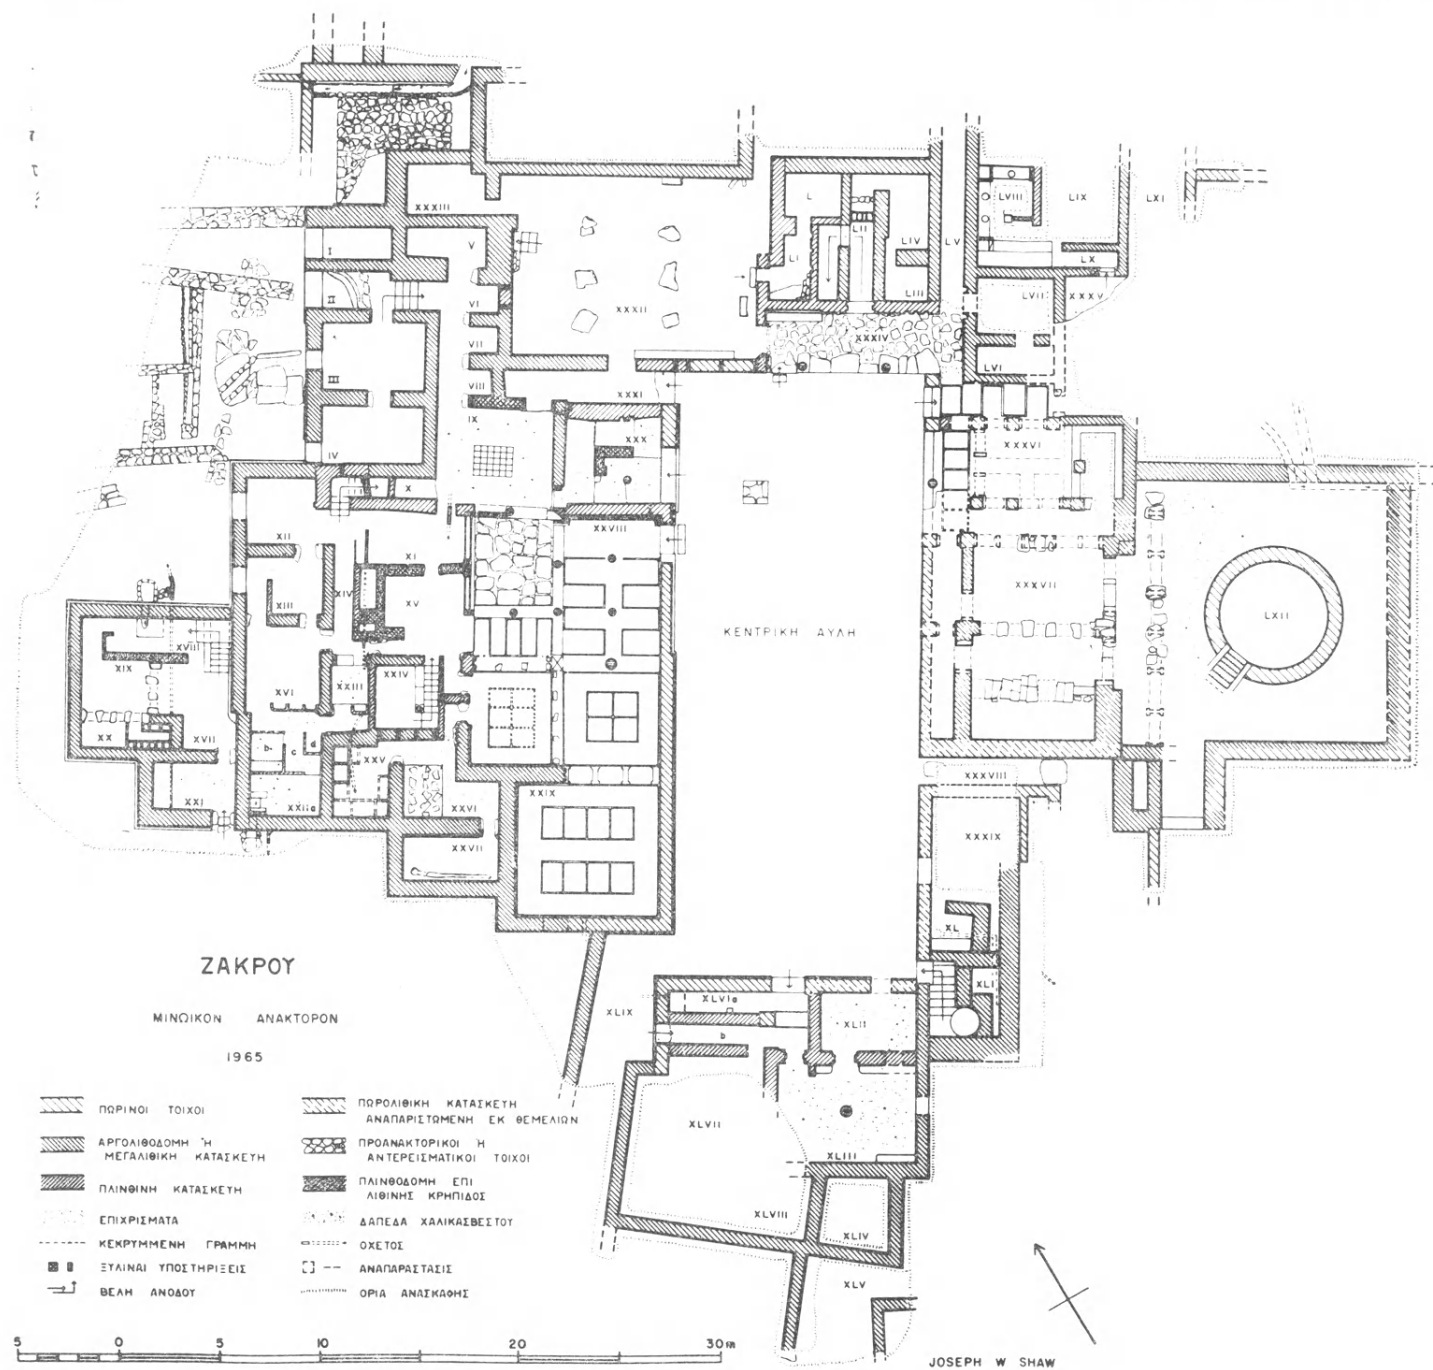 XXXIII
I
V
II
VI
VII
III
VIII
IX
IV
X
XXXII
XXXI
XXX
L
LI
LII
LIII
LIV
LV
XXXIV
LVIII
LIX
LX
LXI
LVII
XXXV
LVI
XXXVI
XXXVII
LXII
XXVIII
ΚΕΝΤΡΙΚΗ ΑΥΛΗ
XII
XI
XIII
XIV
XV
XVIII
XIX
XVI
XXIII
XXIV
XX
XVII
b
c
d
XXV
XXI
XXIIa
XXVI
XXVII
XXIX
XXXVIII
XXXIX
XL
XLI
XLIX
XLVIa
b
XLII
XLVII
XLIII
XLVIII
XLIV
XLV
ΖΑΚΡΟΥ
ΜΙΝΩΙΚΟΝ ΑΝΑΚΤΟΡΟΝ
1965
ΠΩΡΙΝΟΙ ΤΟΙΧΟΙ
ΑΡΓΟΛΙΘΟΔΟΜΗ Ἢ
ΜΕΓΑΛΙΘΙΚΗ ΚΑΤΑΣΚΕΥΗ
ΠΛΙΝΘΙΝΗ ΚΑΤΑΣΚΕΥΗ
ΕΠΙΧΡΙΣΜΑΤΑ
ΚΕΚΡΥΜΜΕΝΗ ΓΡΑΜΜΗ
ΞΥΛΙΝΑΙ ΥΠΟΣΤΗΡΙΞΕΙΣ
ΒΕΛΗ ΑΝΟΔΟΥ
ΠΩΡΟΛΙΘΙΚΗ ΚΑΤΑΣΚΕΥΗ
ΑΝΑΠΑΡΙΣΤΩΜΕΝΗ ΕΚ ΘΕΜΕΛΙΩΝ
ΠΡΟΑΝΑΚΤΟΡΙΚΟΙ Η
ΑΝΤΕΡΕΙΣΜΑΤΙΚΟΙ ΤΟΙΧΟΙ
ΠΛΙΝΘΟΔΟΜΗ ΕΠΙ
ΛΙΘΙΝΗΣ ΚΡΗΠΙΔΟΣ
ΔΑΠΕΔΑ ΧΑΛΙΚΑΣΒΕΣΤΟΥ
ΟΧΕΤΟΣ
ΑΝΑΠΑΡΑΣΤΑΣΙΣ
ΟΡΙΑ ΑΝΑΣΚΑΦΗΣ
5 0 10 20 30m
JOSEPH W SHAW